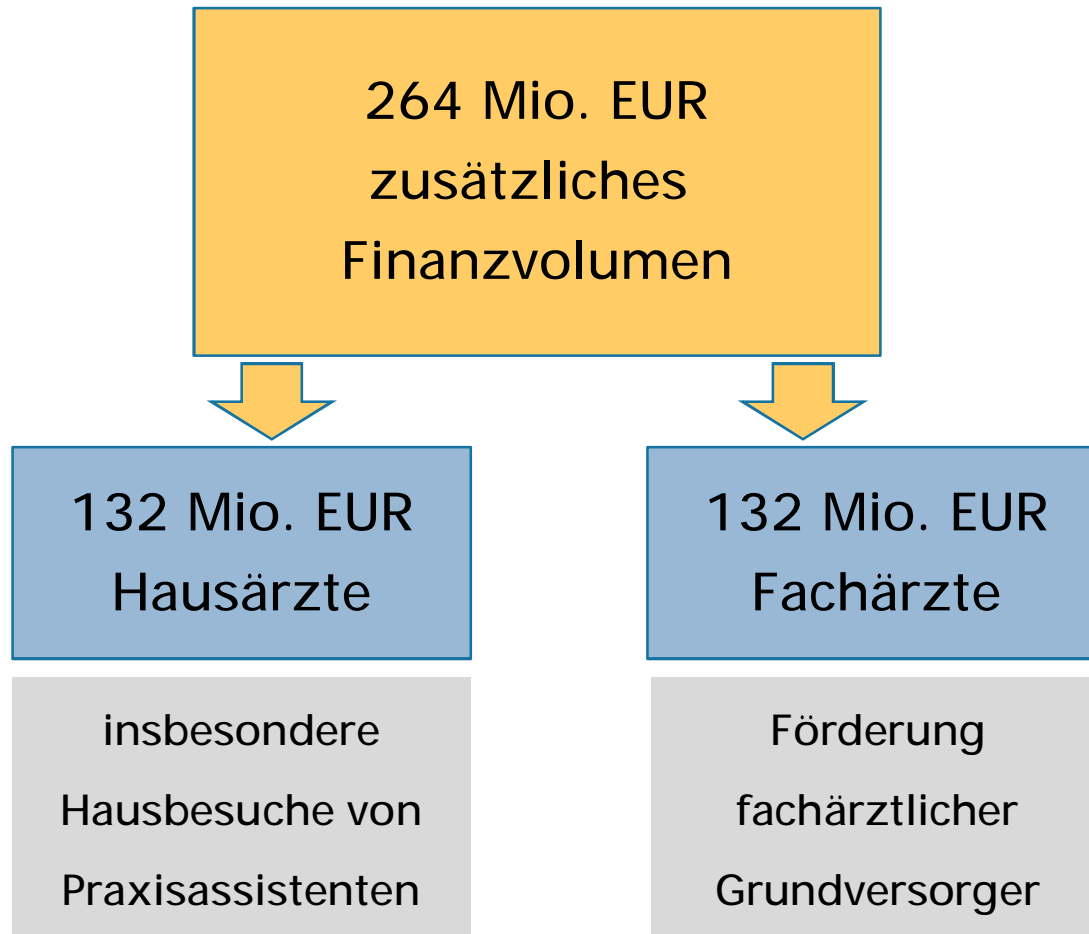 264 Mio. EUR
zusätzliches
Finanzvolumen
132 Mio. EUR
Hausärzte
132 Mio. EUR
Fachärzte
insbesondere
Hausbesuche von
Praxisassistenten
Förderung
fachärztlicher
Grundversorger